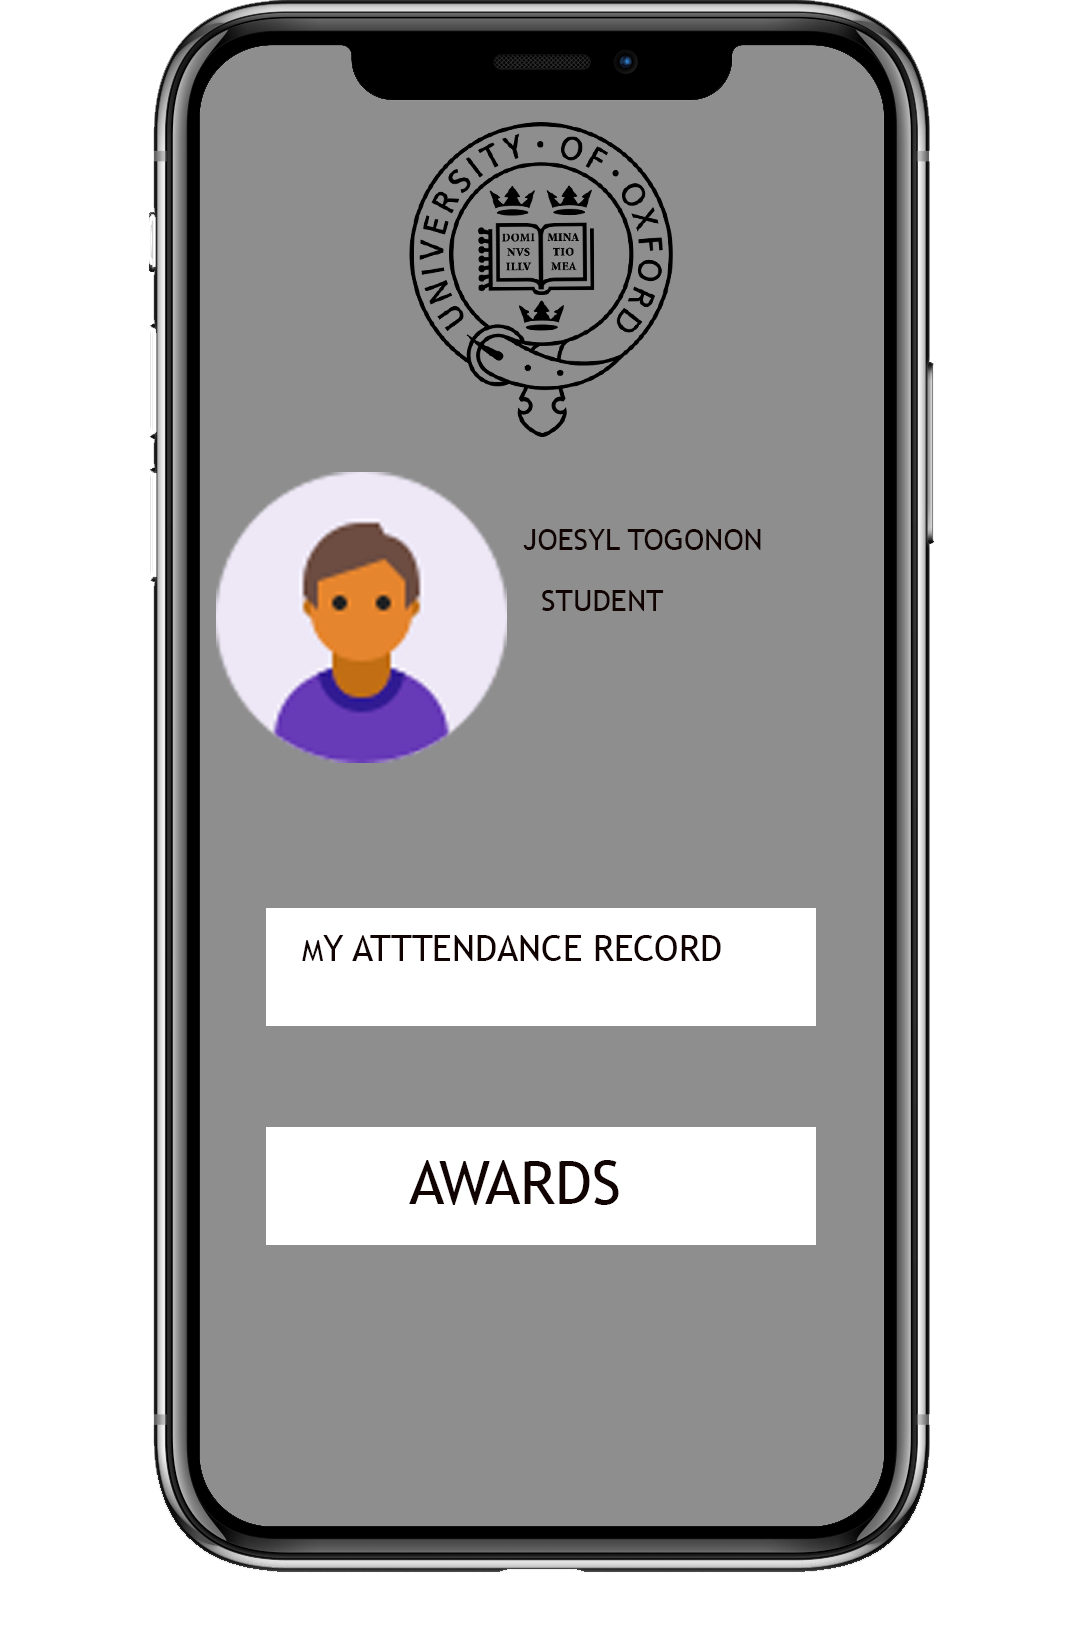 UNIVERSITY · OF · OXFORD
DOMI MINA
NVS TIO
ILLV MEA
JOESYL TOGONON
STUDENT
MY ATTTENDANCE RECORD
AWARDS